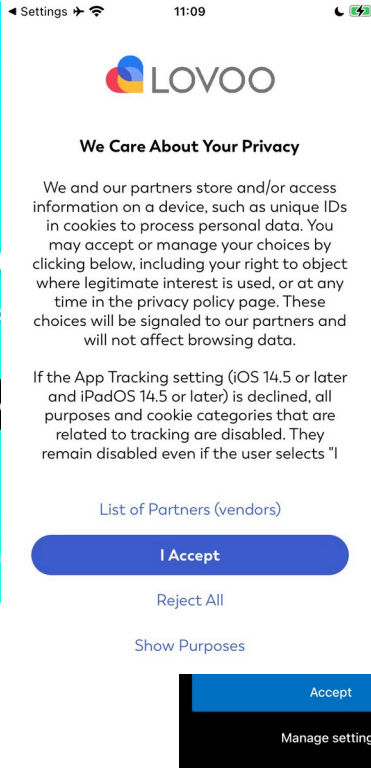 Settings
11:09
LOVOO
We Care About Your Privacy
We and our partners store and/or access
information on a device, such as unique IDs
in cookies to process personal data. You
may accept or manage your choices by
clicking below, including your right to object
where legitimate interest is used, or at any
time in the privacy policy page. These
choices will be signaled to our partners and
will not affect browsing data.
If the App Tracking setting (iOS 14.5 or later
and iPadOS 14.5 or later) is declined, all
purposes and cookie categories that are
related to tracking are disabled. They
remain disabled even if the user selects "I
List of Partners (vendors)
I Accept
Reject All
Show Purposes
Accept
Manage setting